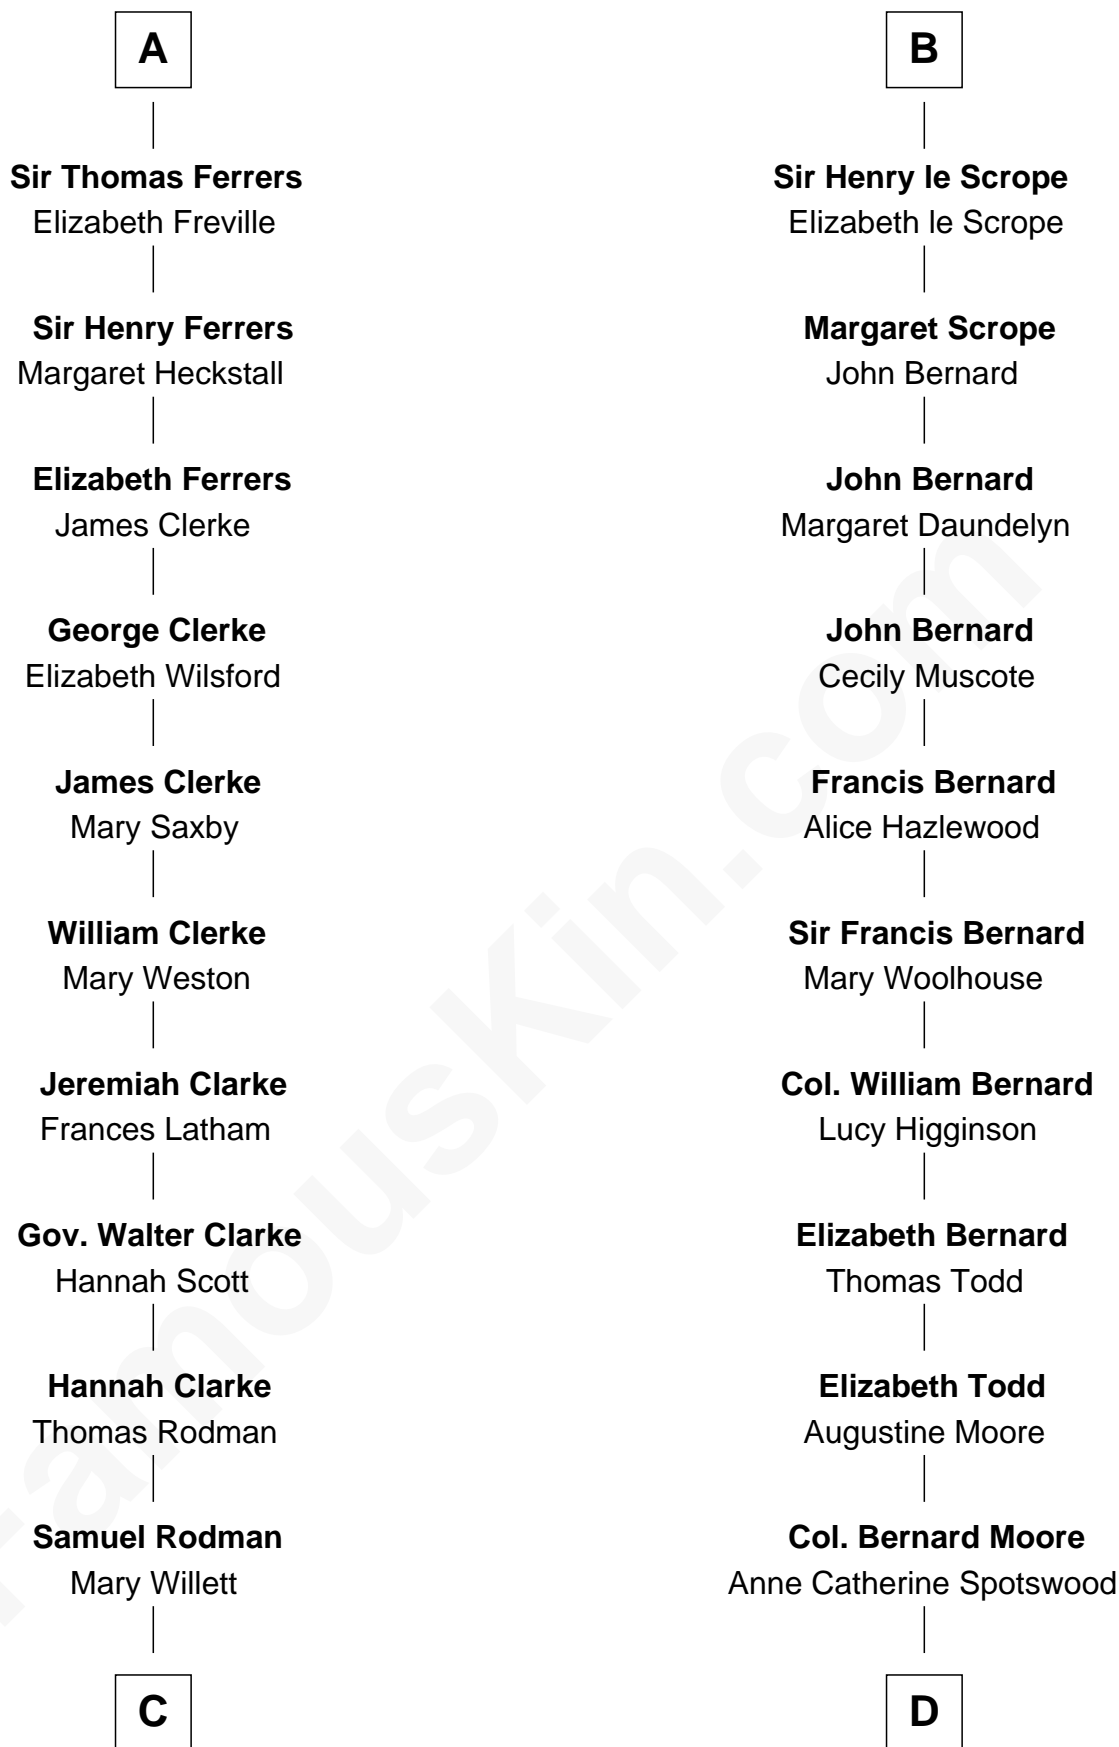 A
Sir Thomas Ferrers
Elizabeth Freville
Sir Henry Ferrers
Margaret Heckstall
Elizabeth Ferrers
James Clerke
George Clerke
Elizabeth Wilsford
James Clerke
Mary Saxby
William Clerke
Mary Weston
Jeremiah Clarke
Frances Latham
Gov. Walter Clarke
Hannah Scott
Hannah Clarke
Thomas Rodman
Samuel Rodman
Mary Willett
C
B
Sir Henry le Scrope
Elizabeth le Scrope
Margaret Scrope
John Bernard
John Bernard
Margaret Daundelyn
John Bernard
Cecily Muscote
Francis Bernard
Alice Hazlewood
Sir Francis Bernard
Mary Woolhouse
Col. William Bernard
Lucy Higginson
Elizabeth Bernard
Thomas Todd
Elizabeth Todd
Augustine Moore
Col. Bernard Moore
Anne Catherine Spotswood
D
FamousKin.com